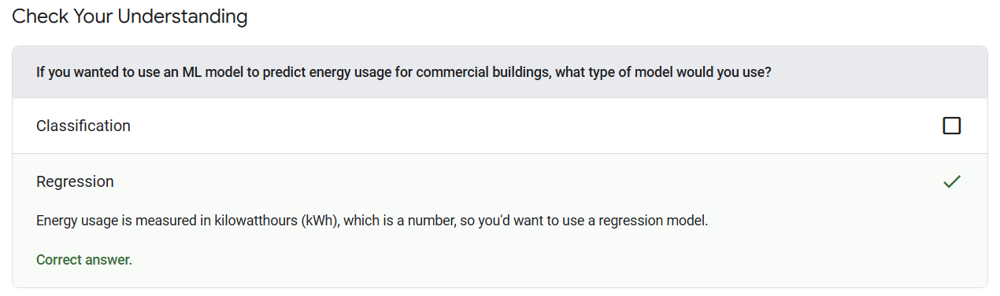 Check Your Understanding
If you wanted to use an ML model to predict energy usage for commercial buildings, what type of model would you use?
Classification
Regression
Energy usage is measured in kilowatthours (kWh), which is a number, so you'd want to use a regression model.
Correct answer.